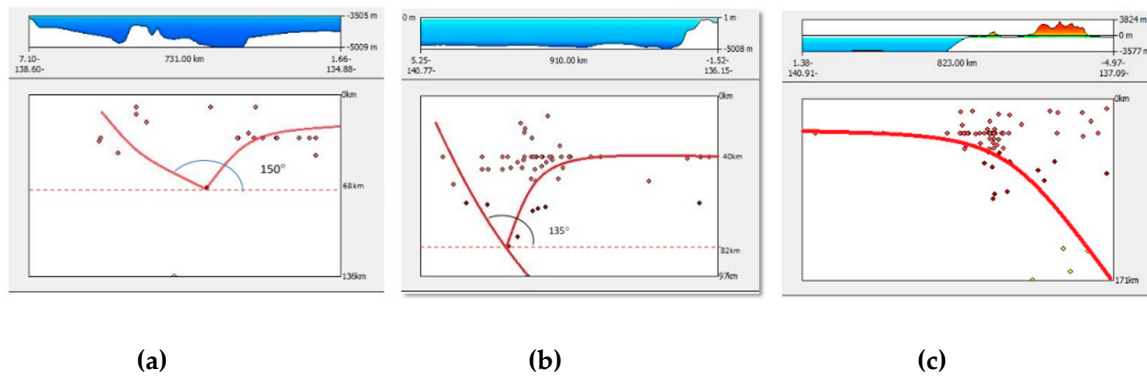 -3505 m
-5009 m
7.10-
138.60-
731.00 km
1.66-
134.88-
0km
150°
68km
136km
(a)
0 m
1 m
-5008 m
5.25-
140.77-
910.00 km
-1.52-
136.15-
0km
40km
135°
82km
97km
(b)
3824 m
0 m
-3577 m
1.38-
140.91-
823.00 km
-4.97-
137.09-
0km
171km
(c)